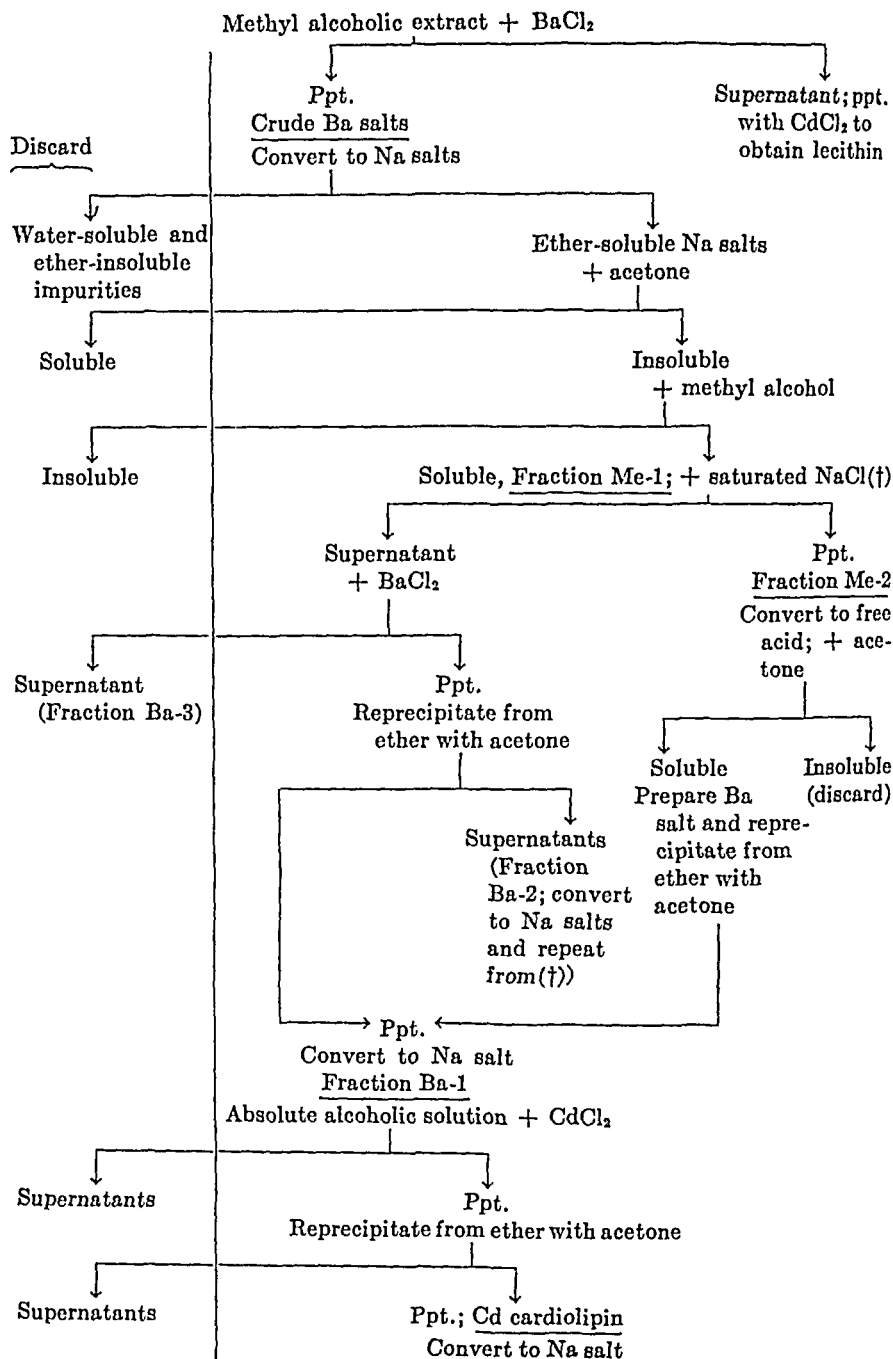 Methyl alcoholic extract + BaCl₂
Ppt.
Crude Ba salts
Convert to Na salts
Supernatant; ppt.
with CdCl₂ to
obtain lecithin
Discard
Water-soluble and
ether-insoluble
impurities
Ether-soluble Na salts
+ acetone
Soluble
Insoluble
+ methyl alcohol
Insoluble
Soluble, Fraction Me-1; + saturated NaCl(†)
Supernatant
+ BaCl₂
Ppt.
Fraction Me-2
Convert to free
acid; + ace-
tone
Supernatant
(Fraction Ba-3)
Ppt.
Reprecipitate from
ether with acetone
Soluble
Prepare Ba
salt and repre-
cipitate from
ether with
acetone
Insoluble
(discard)
Supernatants
(Fraction
Ba-2; convert
to Na salts
and repeat
from(†))
Ppt.
Convert to Na salt
Fraction Ba-1
Absolute alcoholic solution + CdCl₂
Supernatants
Ppt.
Reprecipitate from ether with acetone
Supernatants
Ppt.; Cd cardiolipin
Convert to Na salt